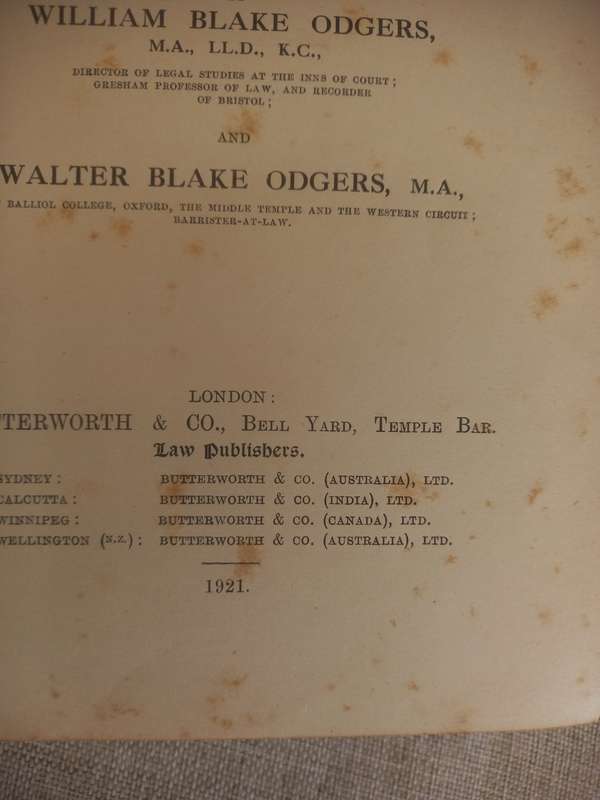 WILLIAM BLAKE ODGERS,
M.A., LL.D., K.C.,
DIRECTOR OF LEGAL STUDIES AT THE INNS OF COURT;
GRESHAM PROFESSOR OF LAW, AND RECORDER
OF BRISTOL;
AND
WALTER BLAKE ODGERS, M.A.,
BALLIOL COLLEGE, OXFORD, THE MIDDLE TEMPLE AND THE WESTERN CIRCUIT;
BARRISTER-AT-LAW.
LONDON:
TERWORTH & CO., BELL YARD, TEMPLE BAR.
Law Publishers.
SYDNEY: BUTTERWORTH & CO. (AUSTRALIA), LTD.
CALCUTTA: BUTTERWORTH & CO. (INDIA), LTD.
WINNIPEG: BUTTERWORTH & CO. (CANADA), LTD.
WELLINGTON (N.Z.): BUTTERWORTH & CO. (AUSTRALIA), LTD.
1921.